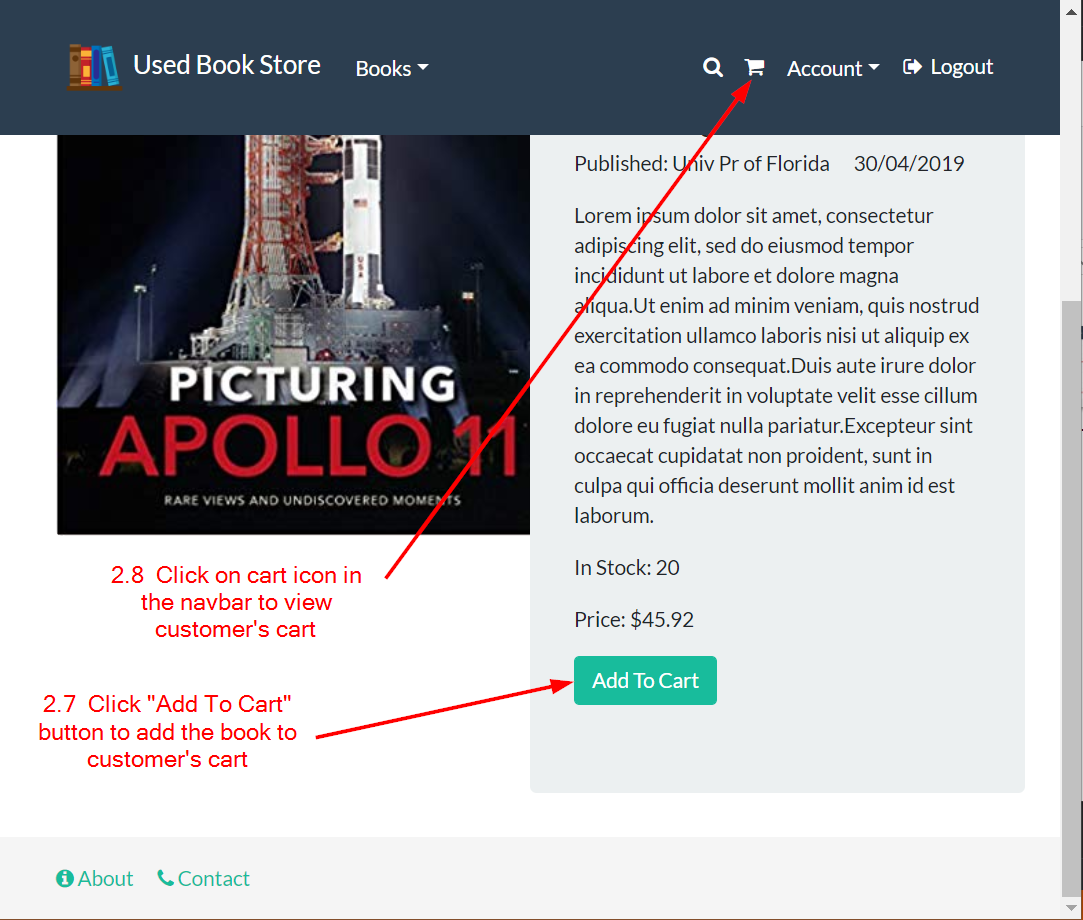 Used Book Store
Books
Account
Logout
Published: Univ Pr of Florida 30/04/2019
Lorem ipsum dolor sit amet, consectetur
adipiscing elit, sed do eiusmod tempor
incididunt ut labore et dolore magna
aliqua.Ut enim ad minim veniam, quis nostrud
exercitation ullamco laboris nisi ut aliquip ex
ea commodo consequat.Duis aute irure dolor
in reprehenderit in voluptate velit esse cillum
dolore eu fugiat nulla pariatur.Excepteur sint
occaecat cupidatat non proident, sunt in
culpa qui officia deserunt mollit anim id est
laborum.
In Stock: 20
Price: $45.92
Add To Cart
USA
PICTURING
APOLLO 11
RARE VIEWS AND UNDISCOVERED MOMENTS
2.8 Click on cart icon in
the navbar to view
customer's cart
2.7 Click "Add To Cart"
button to add the book to
customer's cart
About
Contact